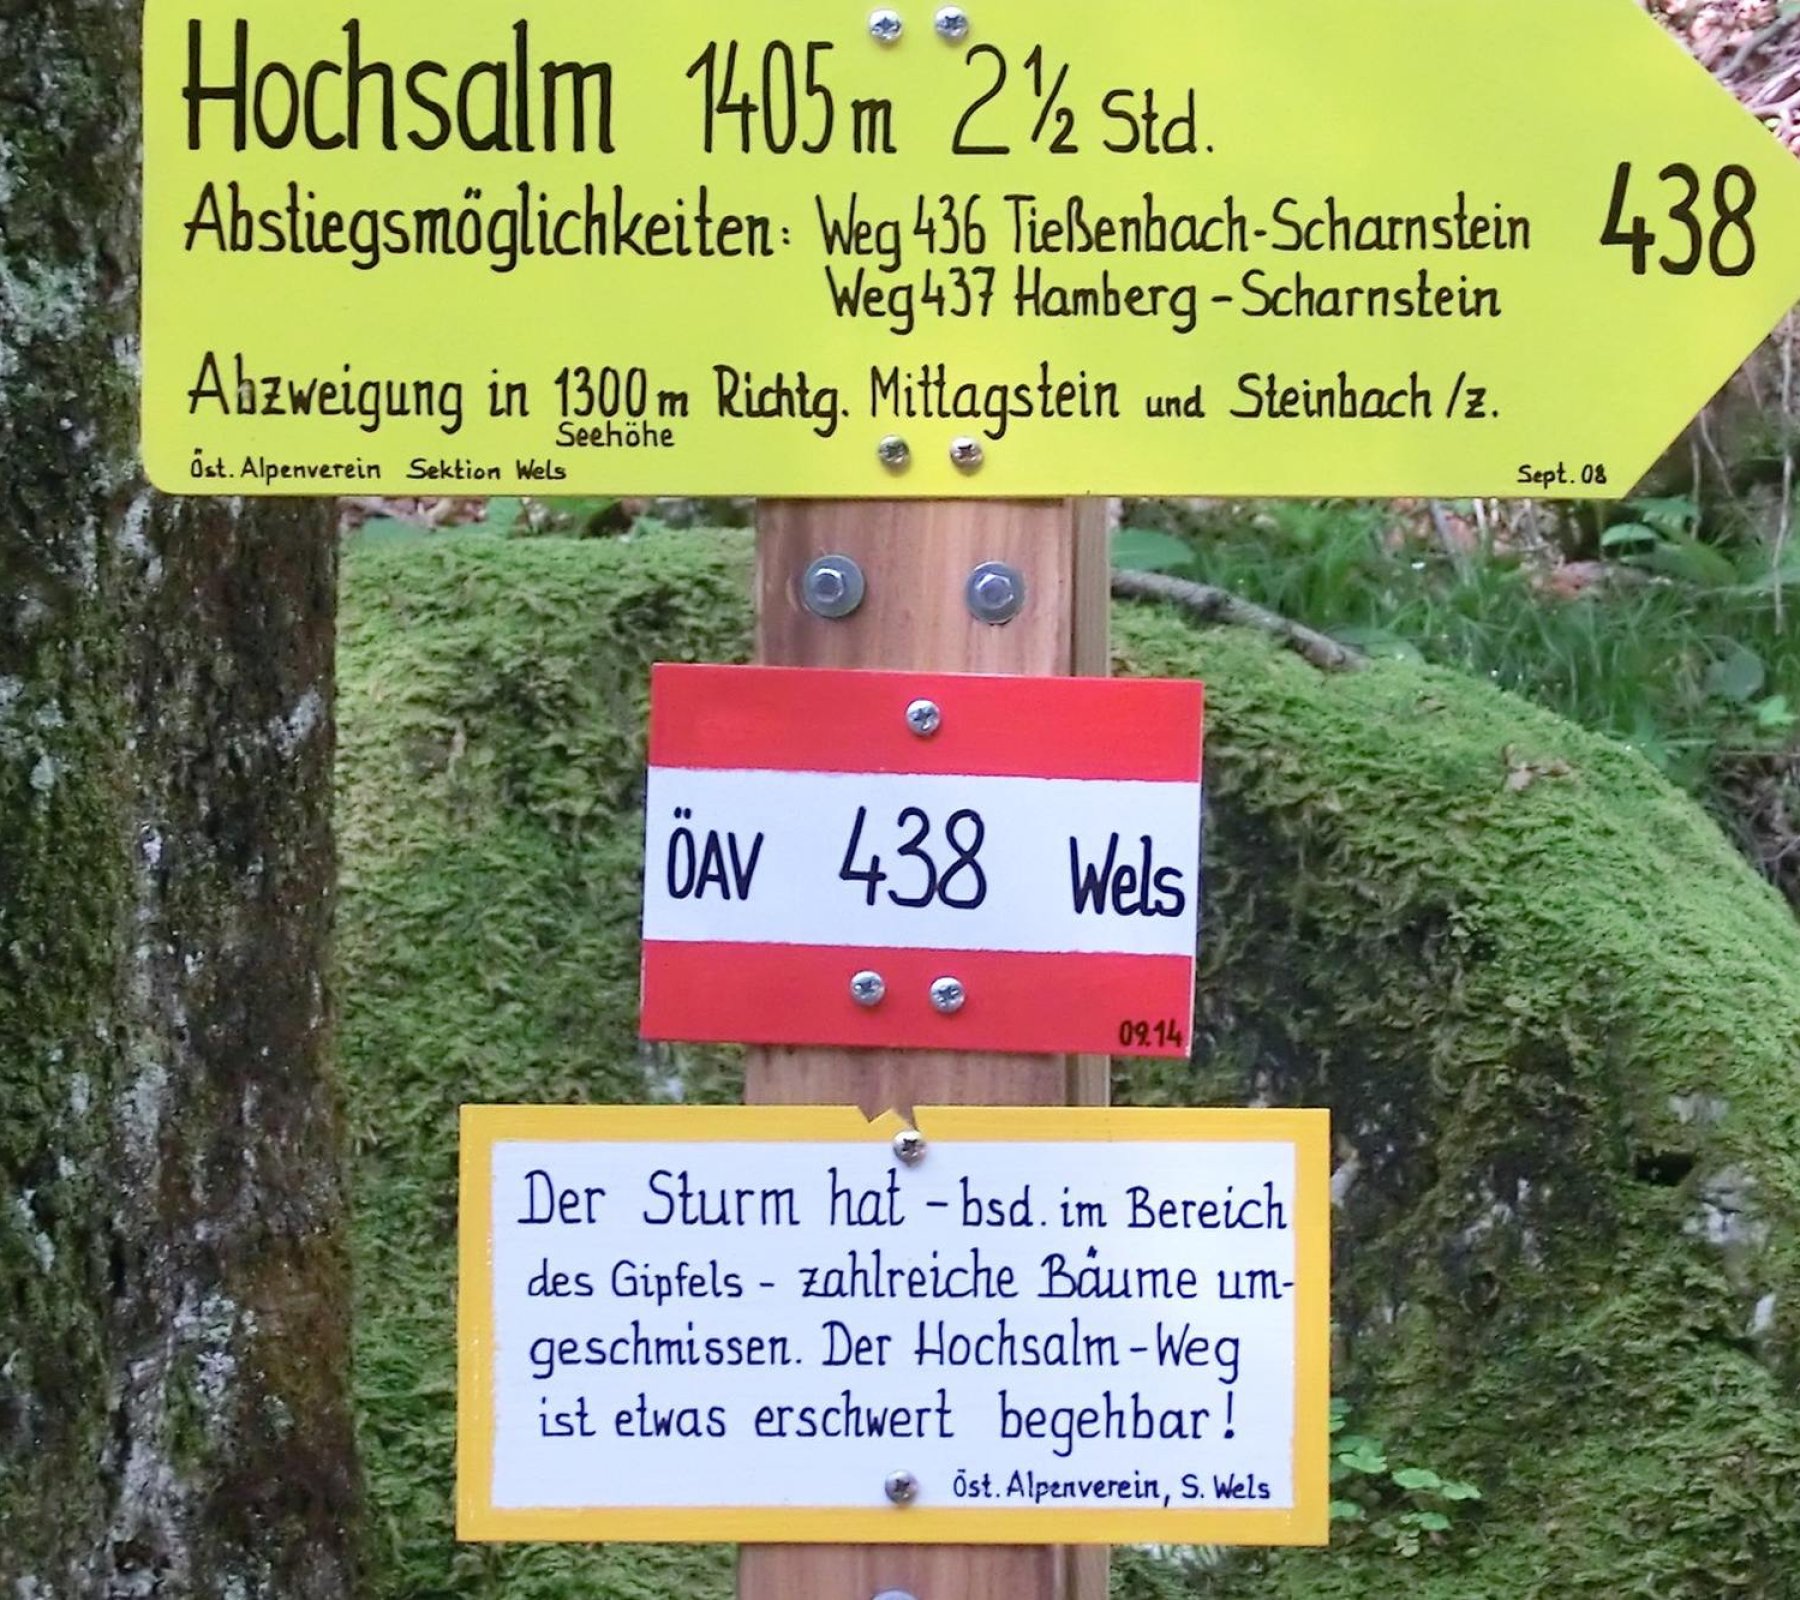 Hochsalm 1405 m 2 ½ Std.
Abstiegsmöglichkeiten: Weg 436 Tießenbach-Scharnstein
438
Weg 437 Hamberg - Scharnstein
Abzweigung in 1300 m Richtg. Mittagstein und Steinbach /z.
Seehöhe
Öst. Alpenverein Sektion Wels
Sept. 08
ÖAV 438 Wels
09.14
Der Sturm hat - bsd. im Bereich
des Gipfels - zahlreiche Bäume um-
geschmissen. Der Hochsalm-Weg
ist etwas erschwert begehbar!
Öst. Alpenverein, S. Wels